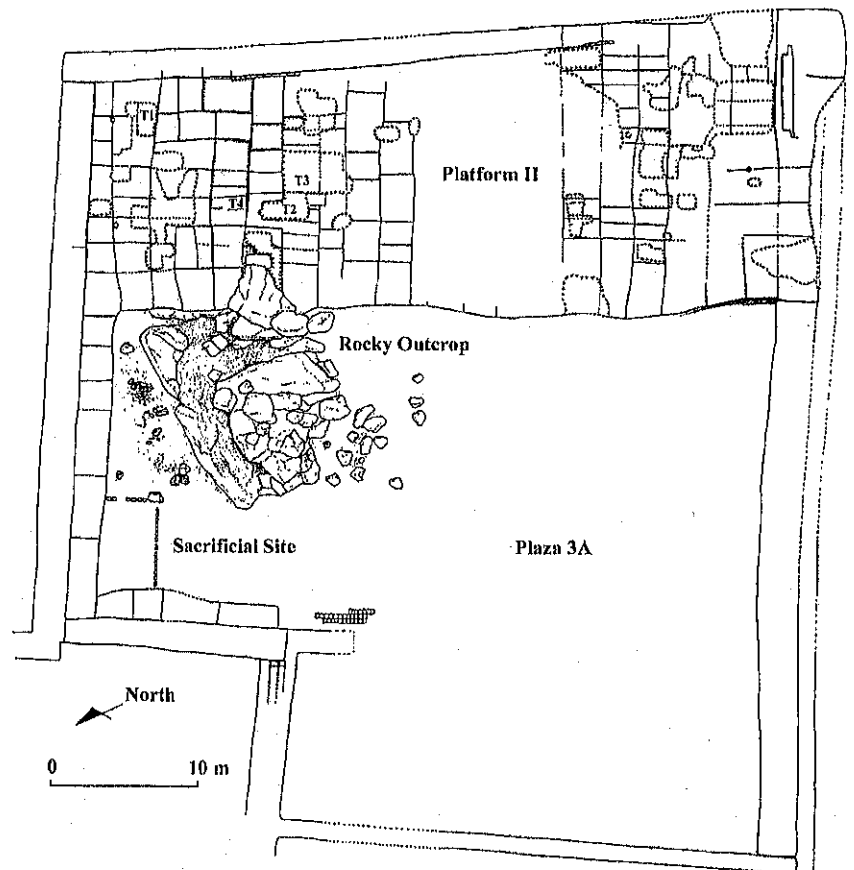 T1
T3
Platform II
T4
T2
Rocky Outcrop
Sacrificial Site
Plaza 3A
North
0 10 m